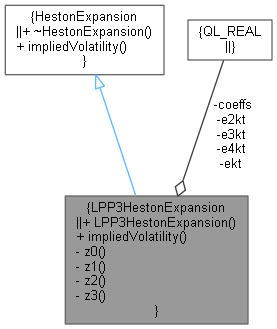 {HestonExpansion
||+ ~HestonExpansion()
+ impliedVolatility()
}
{QL_REAL
||}
-coeffs
-e2kt
-e3kt
-e4kt
-ekt
{LPP3HestonExpansion
||+ LPP3HestonExpansion()
+ impliedVolatility()
- z0()
- z1()
- z2()
- z3()
}